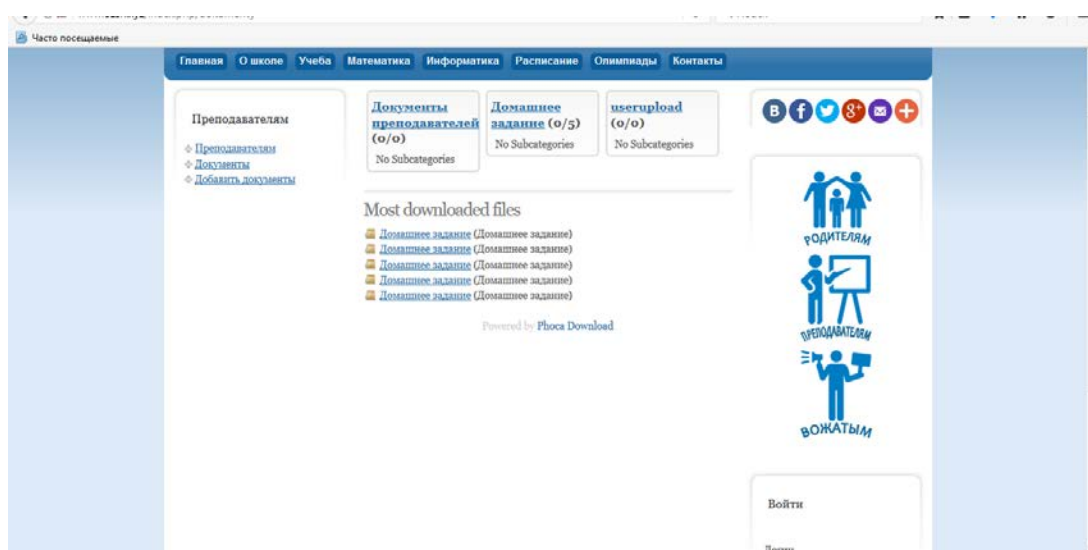 Часто посещаемые
Главная О школе Учеба Математика Информатика Расписание Олимпиады Контакты
Преподавателям
Преподавателям
Документы
Добавить документы
Документы
преподавателей
(0/0)
No Subcategories
Домашнее
задание (0/5)
No Subcategories
userupload
(0/0)
No Subcategories
Most downloaded files
Домашнее задание (Домашнее задание)
Домашнее задание (Домашнее задание)
Домашнее задание (Домашнее задание)
Домашнее задание (Домашнее задание)
Домашнее задание (Домашнее задание)
Powered by Phoca Download
В f 8+
РОДИТЕЛЯМ
ПРЕПОДАВАТЕЛЯМ
ВОЖАТЫМ
Войти